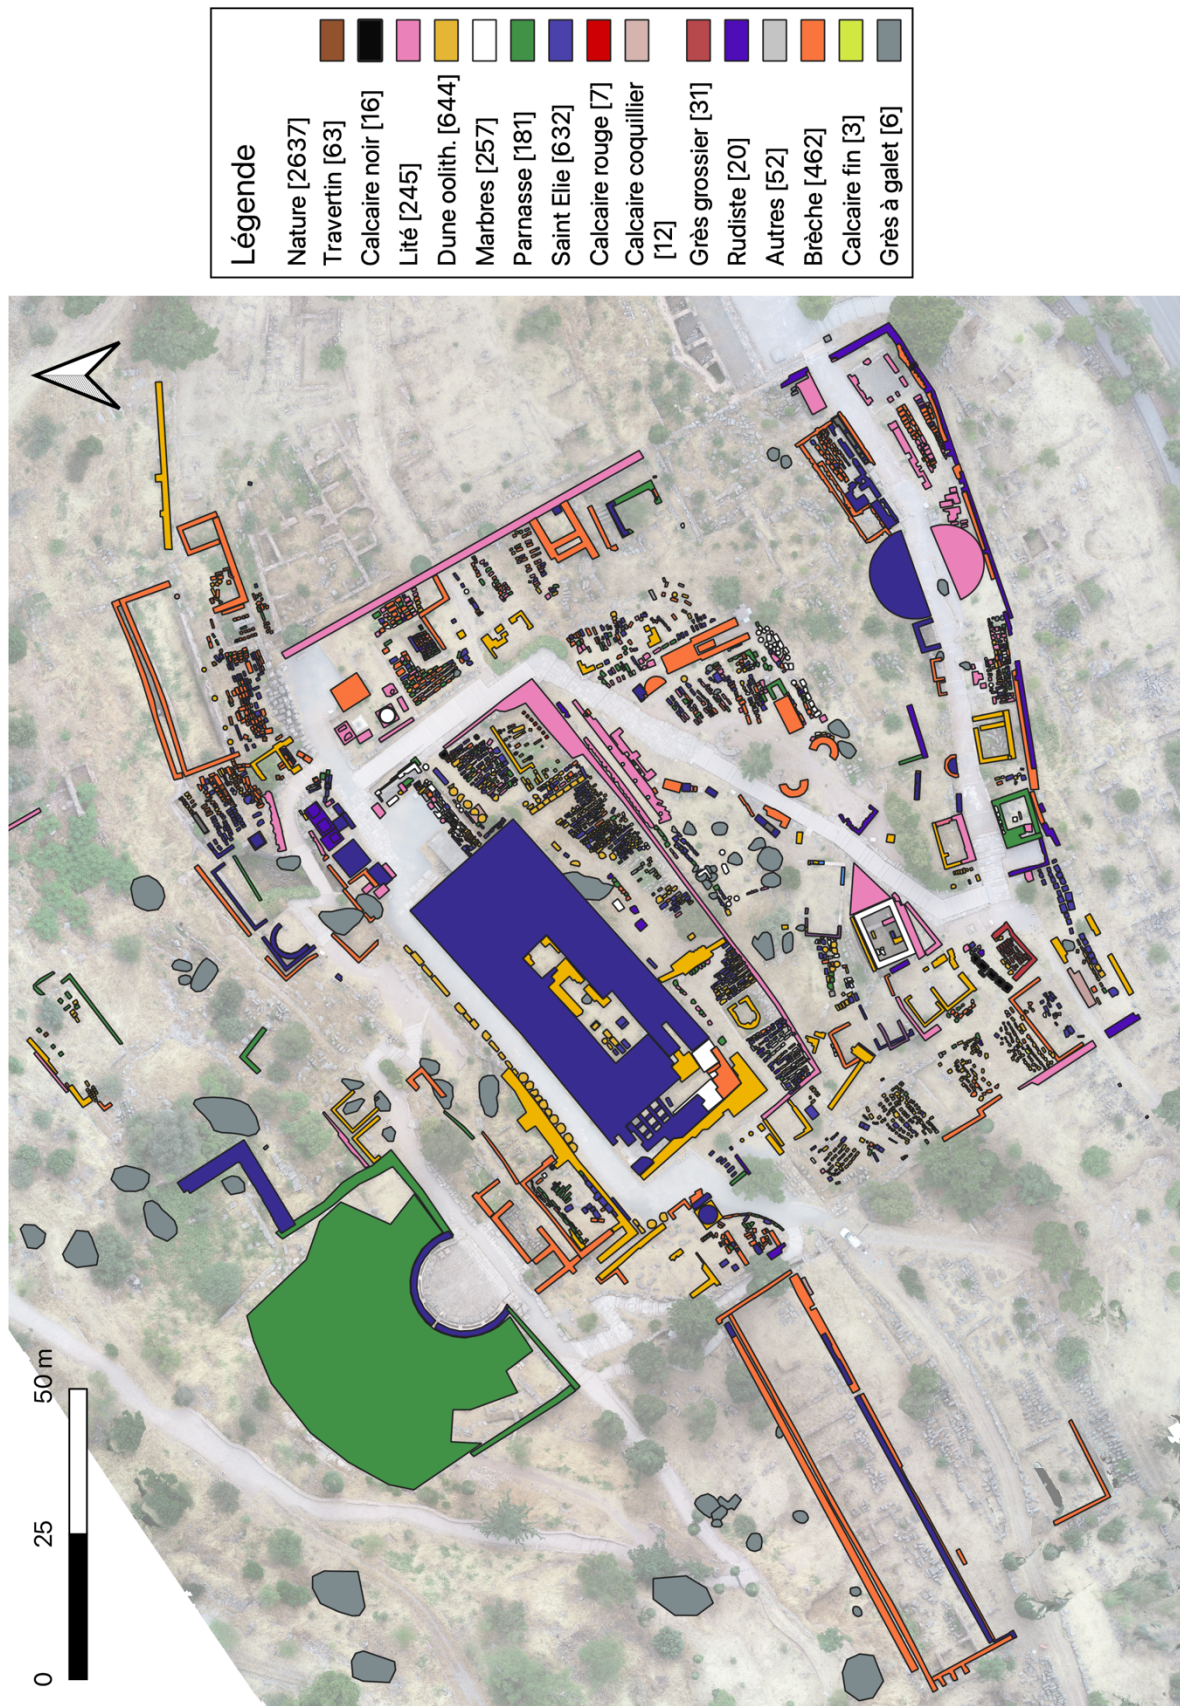 Légende
Nature [2637]
Travertin [63]
Calcaire noir [16]
Lité [245]
Dune oolith. [644]
Marbres [257]
Parnasse [181]
Saint Elie [632]
Calcaire rouge [7]
Calcaire coquillier
[12]
Grès grossier [31]
Rudiste [20]
Autres [52]
Brèche [462]
Calcaire fin [3]
Grès à galet [6]
0 25 50 m